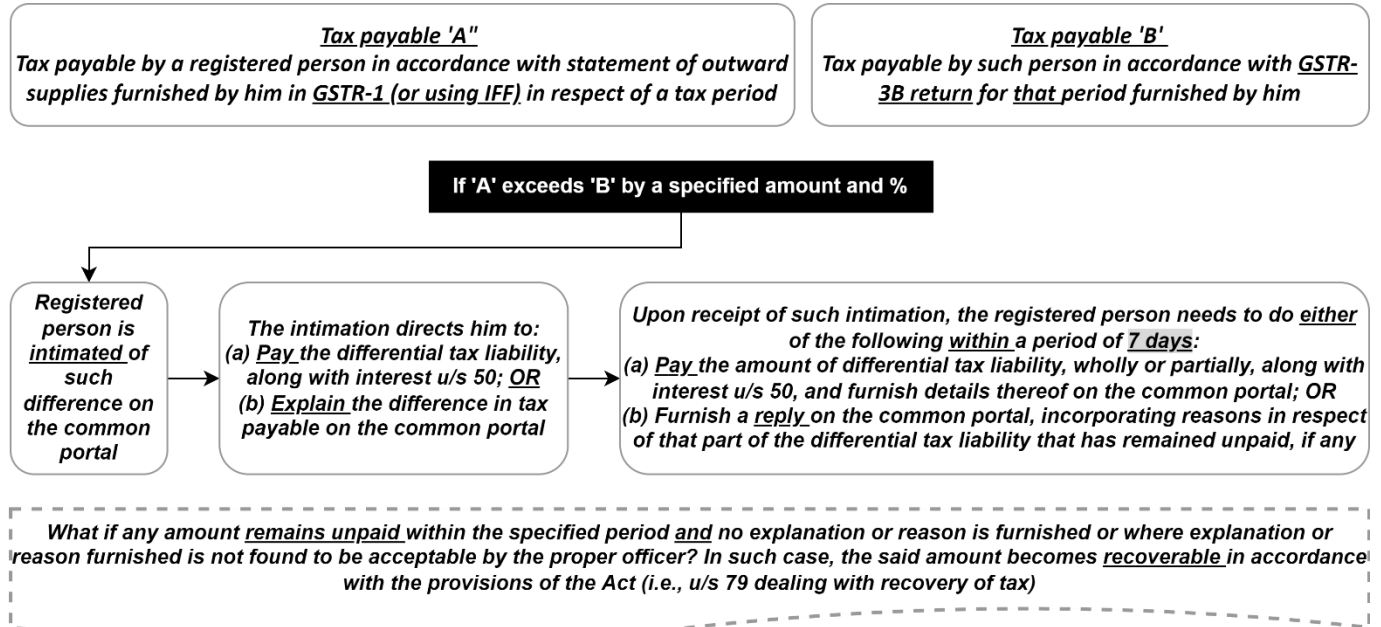 Tax payable 'A"
Tax payable by a registered person in accordance with statement of outward
supplies furnished by him in GSTR-1 (or using IFF) in respect of a tax period
Tax payable 'B'
Tax payable by such person in accordance with GSTR-
3B return for that period furnished by him
If 'A' exceeds 'B' by a specified amount and %
Registered
person is
intimated of
such
difference on
the common
portal
The intimation directs him to:
(a) Pay the differential tax liability,
along with interest u/s 50; OR
(b) Explain the difference in tax
payable on the common portal
Upon receipt of such intimation, the registered person needs to do either
of the following within a period of 7 days:
(a) Pay the amount of differential tax liability, wholly or partially, along with
interest u/s 50, and furnish details thereof on the common portal; OR
(b) Furnish a reply on the common portal, incorporating reasons in respect
of that part of the differential tax liability that has remained unpaid, if any
What if any amount remains unpaid within the specified period and no explanation or reason is furnished or where explanation or
reason furnished is not found to be acceptable by the proper officer? In such case, the said amount becomes recoverable in accordance
with the provisions of the Act (i.e., u/s 79 dealing with recovery of tax)